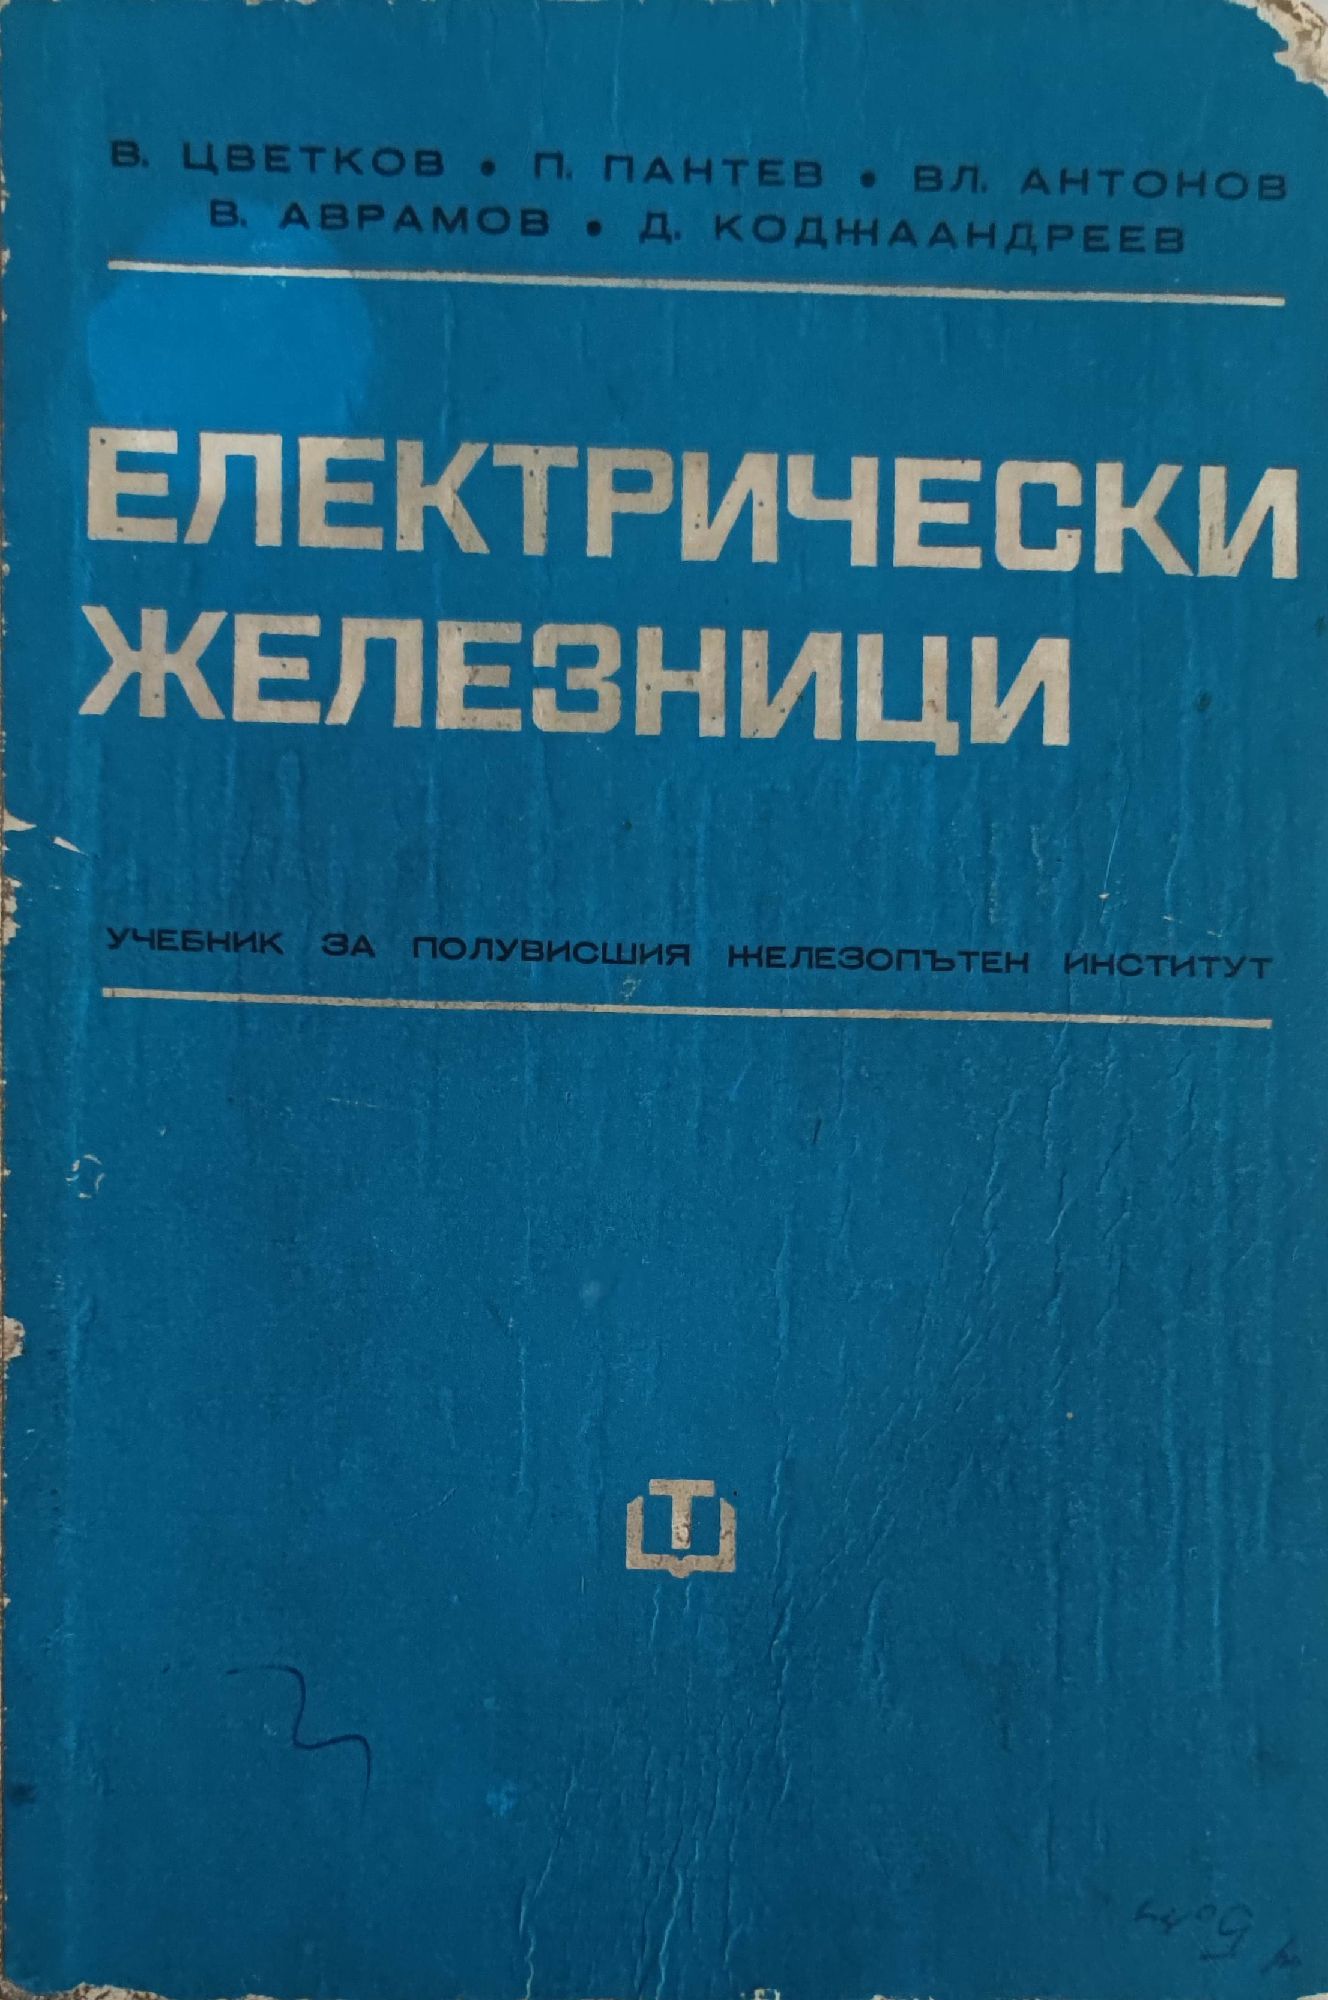 В. ЦВЕТКОВ • П. ПАНТЕВ • ВЛ. АНТОНОВ
В. АВРАМОВ • Д. КОДЖААНДРЕЕВ
ЕЛЕКТРИЧЕСКИ
ЖЕЛЕЗНИЦИ
УЧЕБНИК ЗА ПОЛУВИСШИЯ ЖЕЛЕЗОПЪТЕН ИНСТИТУТ
Т